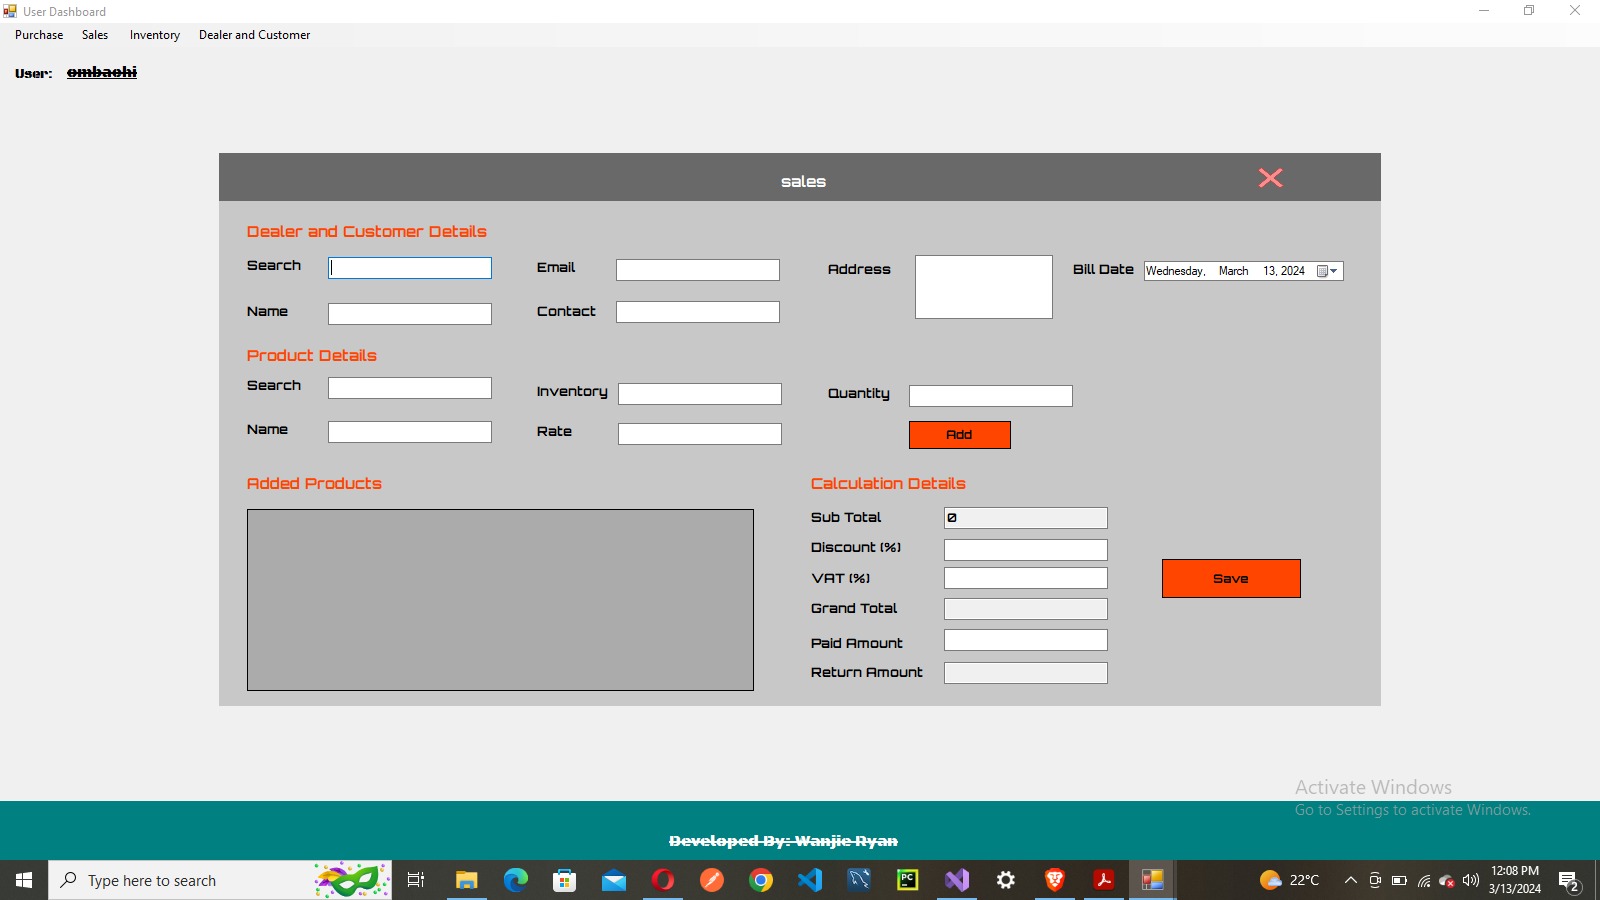 User Dashboard
Purchase Sales Inventory Dealer and Customer
User: ombaohi
sales
Dealer and Customer Details
Search Email Address Bill Date Wednesday, March 13, 2024
Name Contact
Product Details
Search Inventory Quantity
Name Rate Add
Added Products
Calculation Details
Sub Total 0
Discount (%)
VAT (%)
Save
Grand Total
Paid Amount
Return Amount
Activate Windows
Go to Settings to activate Windows.
Developed By: Wanjie Ryan
Type here to search
PC
22°C
12:08 PM
3/13/2024
2